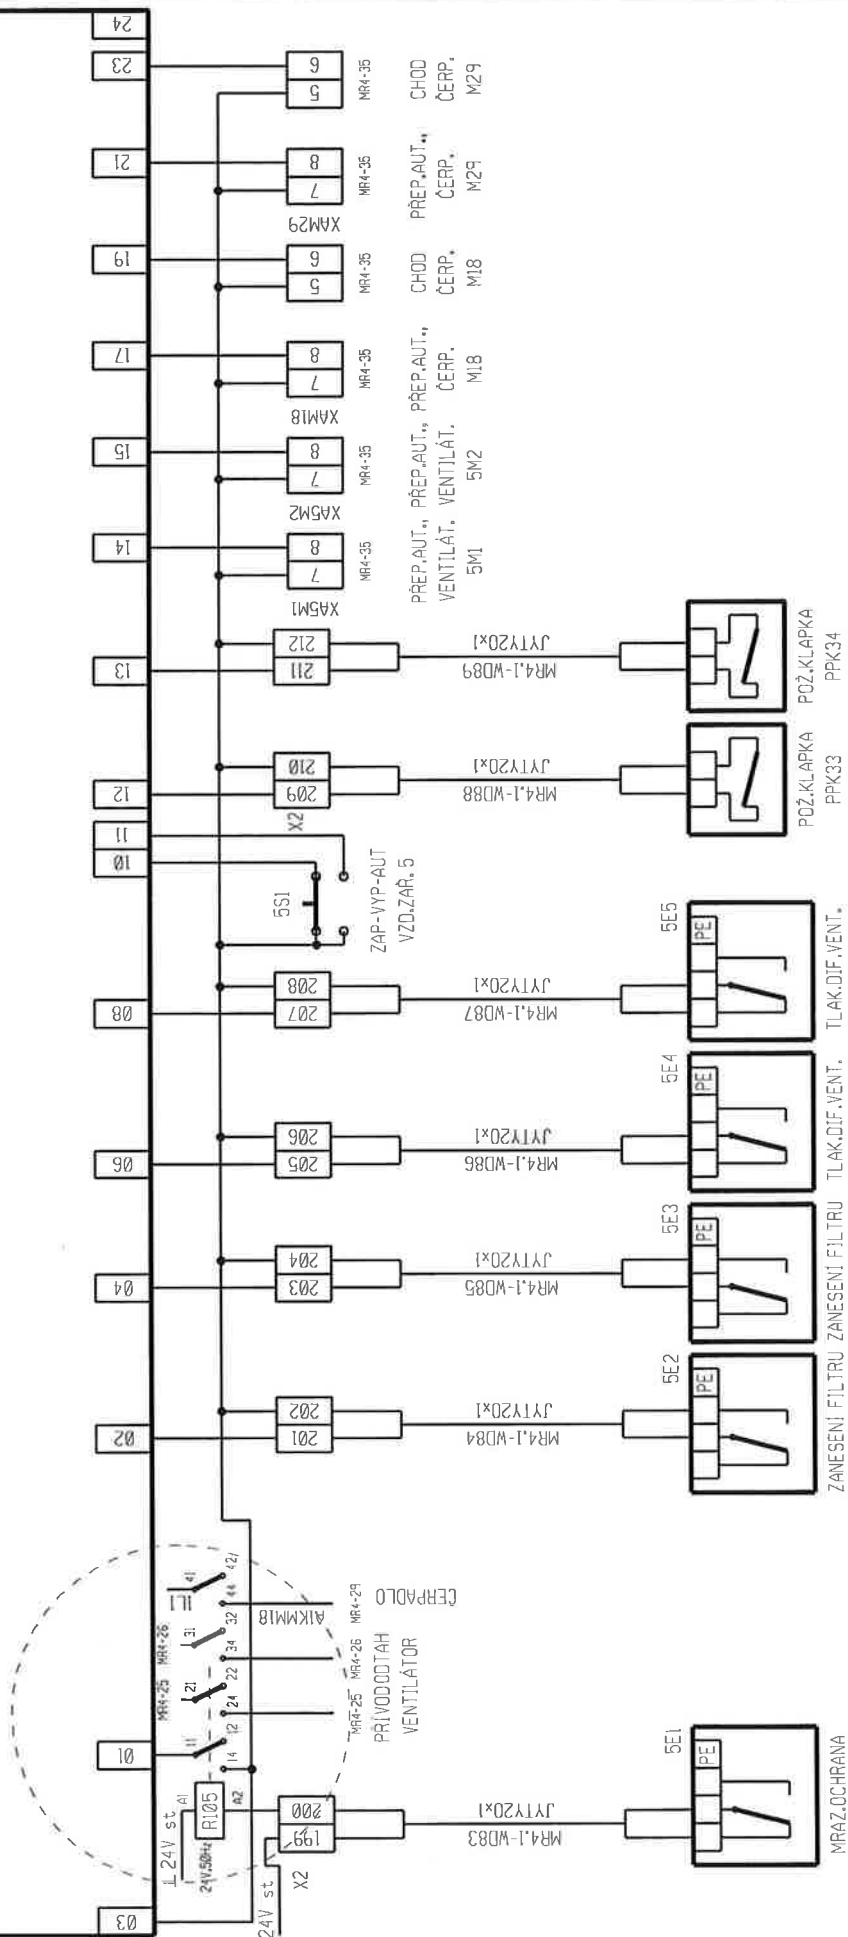 24
23
21
19
17
15
14
13
12
11
10
08
06
04
02
01
03
6
5
MR4-35
CHOD
ČERP.
M29
8
7
XAM29
MR4-35
PŘEP.AUT.,
ČERP.
M29
6
5
MR4-35
CHOD
ČERP.
M18
8
7
XAM18
MR4-35
PŘEP.AUT.,
ČERP.
M18
8
7
XA5M2
MR4-35
PŘEP.AUT.,
VENTILÁT.
5M2
8
7
XA5M1
MR4-35
PŘEP.AUT.,
VENTILÁT.
5M1
212
211
JYTY20x1
MR4.1-WD89
POŽ.KLAPKA
PPK34
210
209
X2
JYTY20x1
MR4.1-WD88
POŽ.KLAPKA
PPK33
5S1
ZAP-VYP-AUT
VZD.ZAŘ.5
208
207
JYTY20x1
MR4.1-WD87
5E5
PE
TLAK.DIF.VENT.
206
205
JYTY20x1
MR4.1-WD86
5E4
PE
TLAK.DIF.VENT.
204
203
JYTY20x1
MR4.1-WD85
5E3
PE
ZANESENÍ FILTRU
202
201
JYTY20x1
MR4.1-WD84
5E2
PE
ZANESENÍ FILTRU
41
42
44
1L1
A1KMM18
MR4-29
ČERPADLO
MR4-26
31
32
34
MR4-26
MR4-25
21
22
24
MR4-25
PŘÍVODODTAH
VENTILÁTOR
11
12
14
24V st
A1
R105
A2
24V,50Hz
200
199
X2
24V st
JYTY20x1
MR4.1-WD83
5E1
PE
MRAZ.OCHRANA